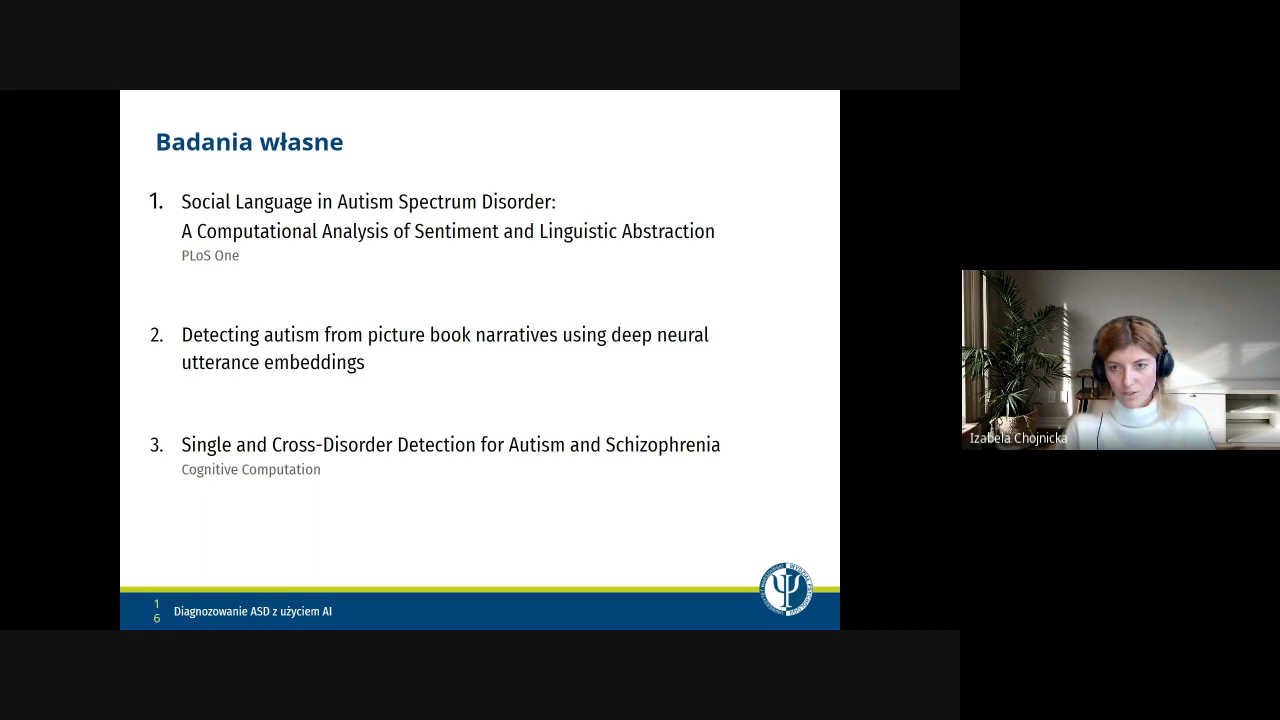 Badania własne
1. Social Language in Autism Spectrum Disorder:
A Computational Analysis of Sentiment and Linguistic Abstraction
PLoS One
2. Detecting autism from picture book narratives using deep neural
utterance embeddings
3. Single and Cross-Disorder Detection for Autism and Schizophrenia
Cognitive Computation
1
6
Diagnozowanie ASD z użyciem AI
Izabela Chojnicka